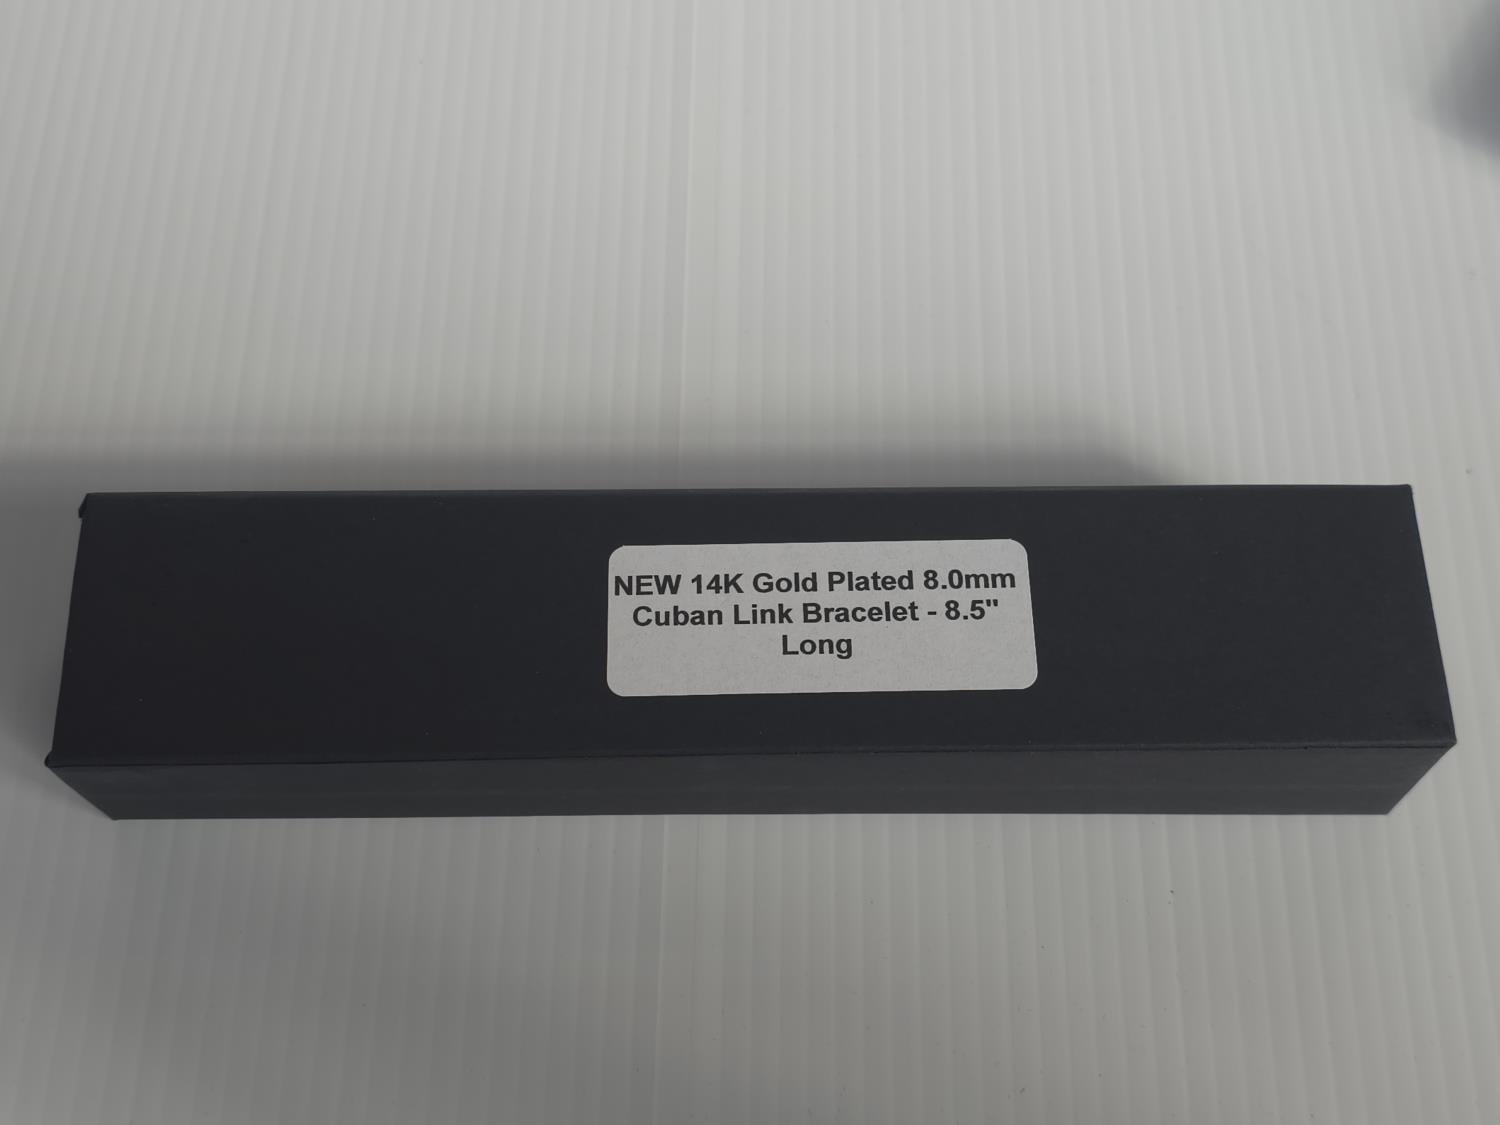 NEW 14K Gold Plated 8.0mm
Cuban Link Bracelet - 8.5"
Long